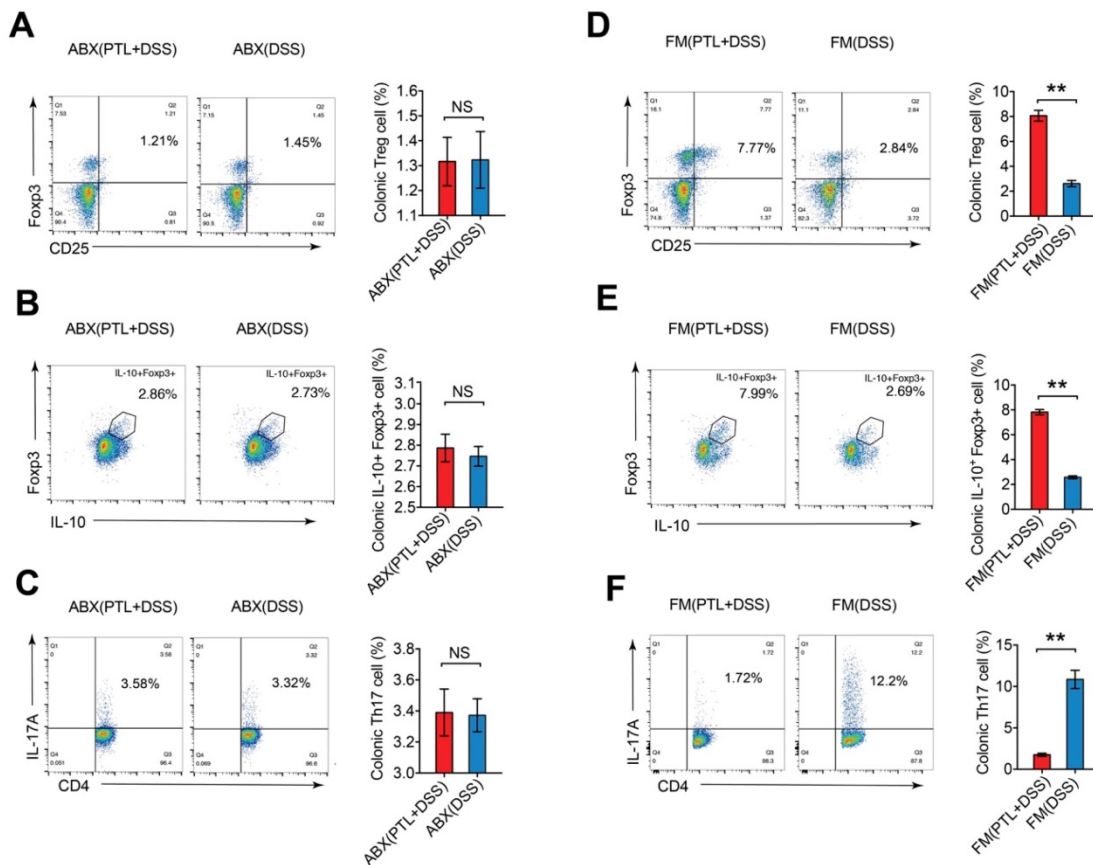 A
ABX(PTL+DSS)
ABX(DSS)
Q1
7.53
Q2
1.21
1.21%
Q4
90.4
Q3
0.81
Q1
7.15
Q2
1.45
1.45%
Q4
90.5
Q3
0.92
Foxp3
CD25
Colonic Treg cell (%)
1.6
1.5
1.4
1.3
1.2
1.1
NS
ABX(PTL+DSS)
ABX(DSS)
D
FM(PTL+DSS)
FM(DSS)
Q1
16.1
Q2
7.77
7.77%
Q4
74.8
Q3
1.37
Q1
11.1
Q2
2.84
2.84%
Q4
82.3
Q3
3.72
Foxp3
CD25
Colonic Treg cell (%)
10
8
6
4
2
0
**
FM(PTL+DSS)
FM(DSS)
B
ABX(PTL+DSS)
ABX(DSS)
IL-10+Foxp3+
2.86%
IL-10+Foxp3+
2.73%
Foxp3
IL-10
Colonic IL-10+ Foxp3+ cell (%)
3.1
3.0
2.9
2.8
2.7
2.6
2.5
NS
ABX(PTL+DSS)
ABX(DSS)
E
FM(PTL+DSS)
FM(DSS)
IL-10+Foxp3+
7.99%
IL-10+Foxp3+
2.69%
Foxp3
IL-10
Colonic IL-10⁺ Foxp3+ cell (%)
10
8
6
4
2
0
**
FM(PTL+DSS)
FM(DSS)
C
ABX(PTL+DSS)
ABX(DSS)
Q1
0
Q2
3.58
3.58%
Q4
0.051
Q3
96.4
Q1
0
Q2
3.32
3.32%
Q4
0.069
Q3
96.6
IL-17A
CD4
Colonic Th17 cell (%)
3.8
3.6
3.4
3.2
3.0
NS
ABX(PTL+DSS)
ABX(DSS)
F
FM(PTL+DSS)
FM(DSS)
Q1
0
Q2
1.72
1.72%
Q4
0
Q3
98.3
Q1
0
Q2
12.2
12.2%
Q4
0
Q3
87.8
IL-17A
CD4
Colonic Th17 cell (%)
15
10
5
0
**
FM(PTL+DSS)
FM(DSS)